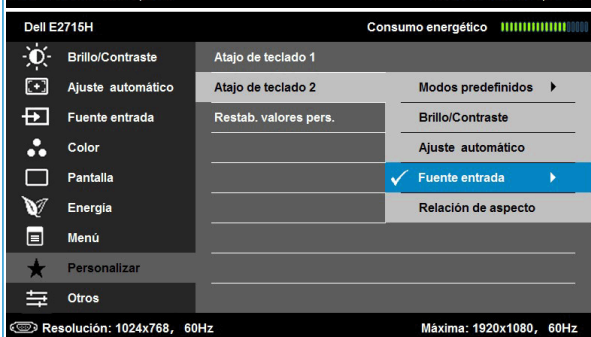 Dell E2715H Consumo energético
Brillo/Contraste Atajo de teclado 1
Ajuste automático Atajo de teclado 2 Modos predefinidos
Fuente entrada Restab. valores pers. Brillo/Contraste
Color Ajuste automático
Pantalla Fuente entrada
Energía Relación de aspecto
Menú
Personalizar
Otros
Resolución: 1024x768, 60Hz Máxima: 1920x1080, 60Hz